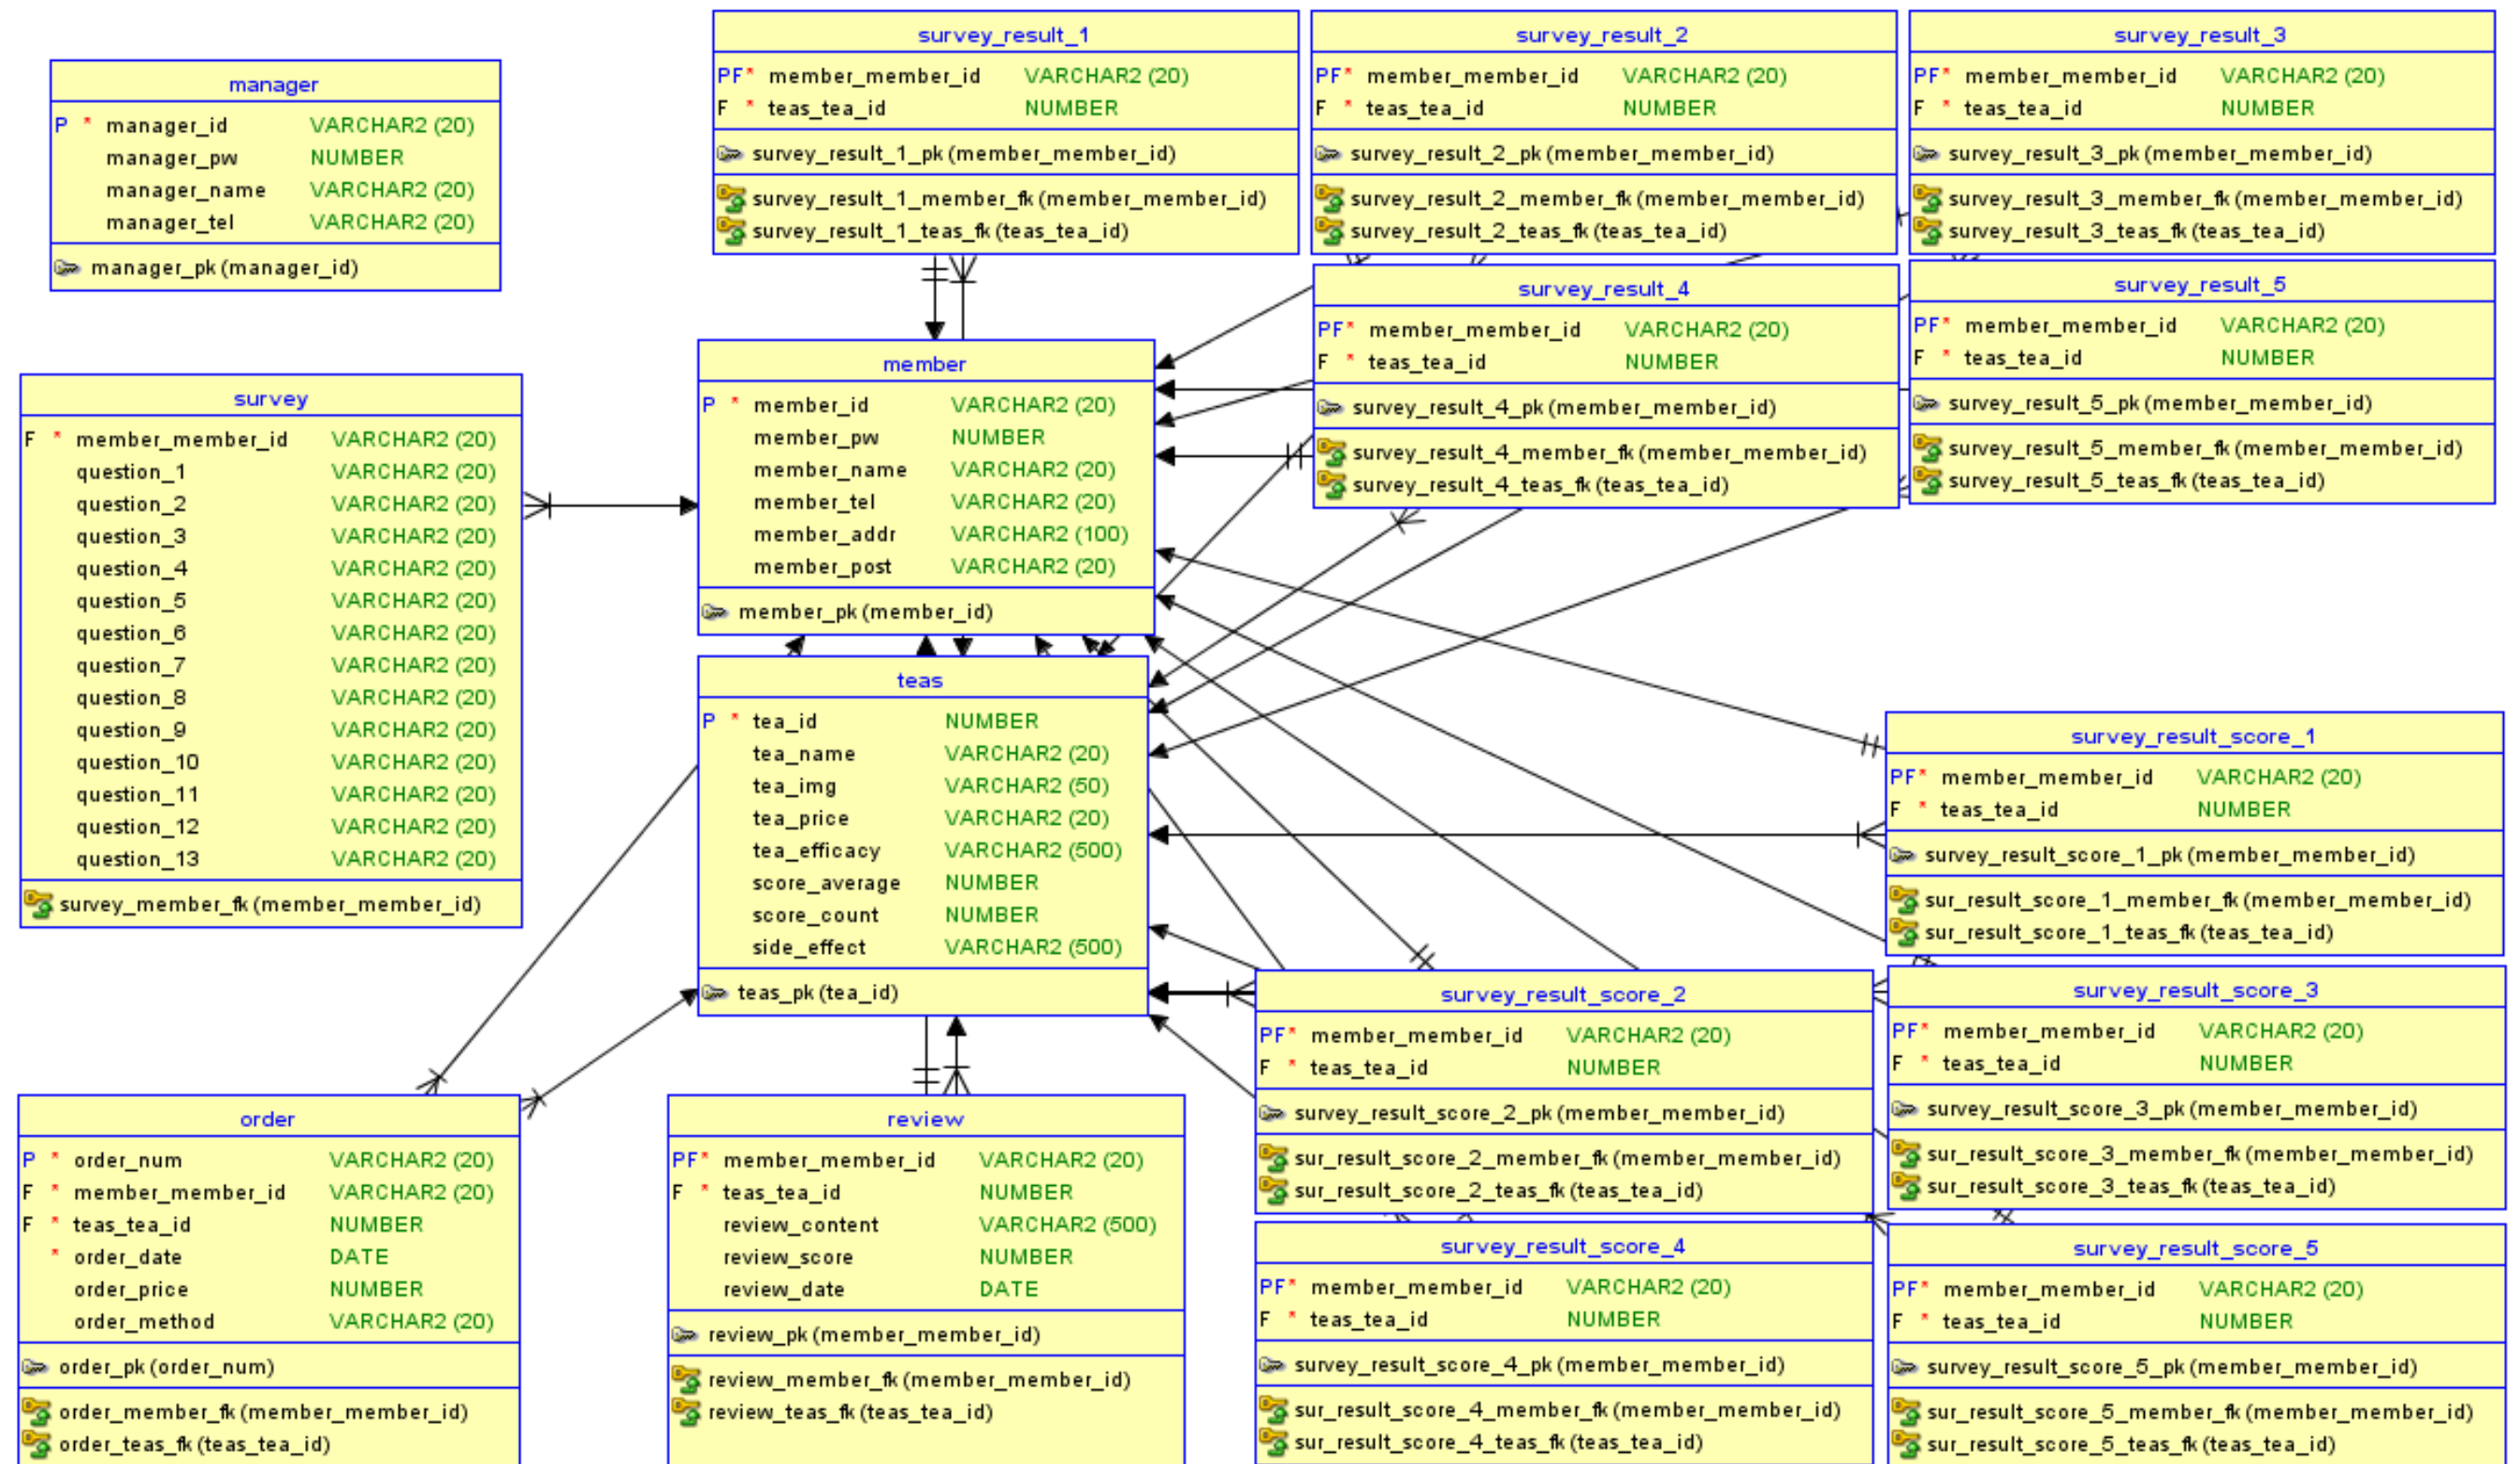 manager
P * manager_id VARCHAR2 (20)
manager_pw NUMBER
manager_name VARCHAR2 (20)
manager_tel VARCHAR2 (20)
manager_pk (manager_id)
survey_result_1
PF* member_member_id VARCHAR2 (20)
F * teas_tea_id NUMBER
survey_result_1_pk (member_member_id)
survey_result_1_member_fk (member_member_id)
survey_result_1_teas_fk (teas_tea_id)
survey_result_2
PF* member_member_id VARCHAR2 (20)
F * teas_tea_id NUMBER
survey_result_2_pk (member_member_id)
survey_result_2_member_fk (member_member_id)
survey_result_2_teas_fk (teas_tea_id)
survey_result_3
PF* member_member_id VARCHAR2 (20)
F * teas_tea_id NUMBER
survey_result_3_pk (member_member_id)
survey_result_3_member_fk (member_member_id)
survey_result_3_teas_fk (teas_tea_id)
survey_result_4
PF* member_member_id VARCHAR2 (20)
F * teas_tea_id NUMBER
survey_result_4_pk (member_member_id)
survey_result_4_member_fk (member_member_id)
survey_result_4_teas_fk (teas_tea_id)
survey_result_5
PF* member_member_id VARCHAR2 (20)
F * teas_tea_id NUMBER
survey_result_5_pk (member_member_id)
survey_result_5_member_fk (member_member_id)
survey_result_5_teas_fk (teas_tea_id)
survey
F * member_member_id VARCHAR2 (20)
question_1 VARCHAR2 (20)
question_2 VARCHAR2 (20)
question_3 VARCHAR2 (20)
question_4 VARCHAR2 (20)
question_5 VARCHAR2 (20)
question_6 VARCHAR2 (20)
question_7 VARCHAR2 (20)
question_8 VARCHAR2 (20)
question_9 VARCHAR2 (20)
question_10 VARCHAR2 (20)
question_11 VARCHAR2 (20)
question_12 VARCHAR2 (20)
question_13 VARCHAR2 (20)
survey_member_fk (member_member_id)
member
P * member_id VARCHAR2 (20)
member_pw NUMBER
member_name VARCHAR2 (20)
member_tel VARCHAR2 (20)
member_addr VARCHAR2 (100)
member_post VARCHAR2 (20)
member_pk (member_id)
teas
P * tea_id NUMBER
tea_name VARCHAR2 (20)
tea_img VARCHAR2 (50)
tea_price VARCHAR2 (20)
tea_efficacy VARCHAR2 (500)
score_average NUMBER
score_count NUMBER
side_effect VARCHAR2 (500)
teas_pk (tea_id)
survey_result_score_1
PF* member_member_id VARCHAR2 (20)
F * teas_tea_id NUMBER
survey_result_score_1_pk (member_member_id)
sur_result_score_1_member_fk (member_member_id)
sur_result_score_1_teas_fk (teas_tea_id)
survey_result_score_2
PF* member_member_id VARCHAR2 (20)
F * teas_tea_id NUMBER
survey_result_score_2_pk (member_member_id)
sur_result_score_2_member_fk (member_member_id)
sur_result_score_2_teas_fk (teas_tea_id)
survey_result_score_3
PF* member_member_id VARCHAR2 (20)
F * teas_tea_id NUMBER
survey_result_score_3_pk (member_member_id)
sur_result_score_3_member_fk (member_member_id)
sur_result_score_3_teas_fk (teas_tea_id)
order
P * order_num VARCHAR2 (20)
F * member_member_id VARCHAR2 (20)
F * teas_tea_id NUMBER
* order_date DATE
order_price NUMBER
order_method VARCHAR2 (20)
order_pk (order_num)
order_member_fk (member_member_id)
order_teas_fk (teas_tea_id)
review
PF* member_member_id VARCHAR2 (20)
F * teas_tea_id NUMBER
review_content VARCHAR2 (500)
review_score NUMBER
review_date DATE
review_pk (member_member_id)
review_member_fk (member_member_id)
review_teas_fk (teas_tea_id)
survey_result_score_4
PF* member_member_id VARCHAR2 (20)
F * teas_tea_id NUMBER
survey_result_score_4_pk (member_member_id)
sur_result_score_4_member_fk (member_member_id)
sur_result_score_4_teas_fk (teas_tea_id)
survey_result_score_5
PF* member_member_id VARCHAR2 (20)
F * teas_tea_id NUMBER
survey_result_score_5_pk (member_member_id)
sur_result_score_5_member_fk (member_member_id)
sur_result_score_5_teas_fk (teas_tea_id)